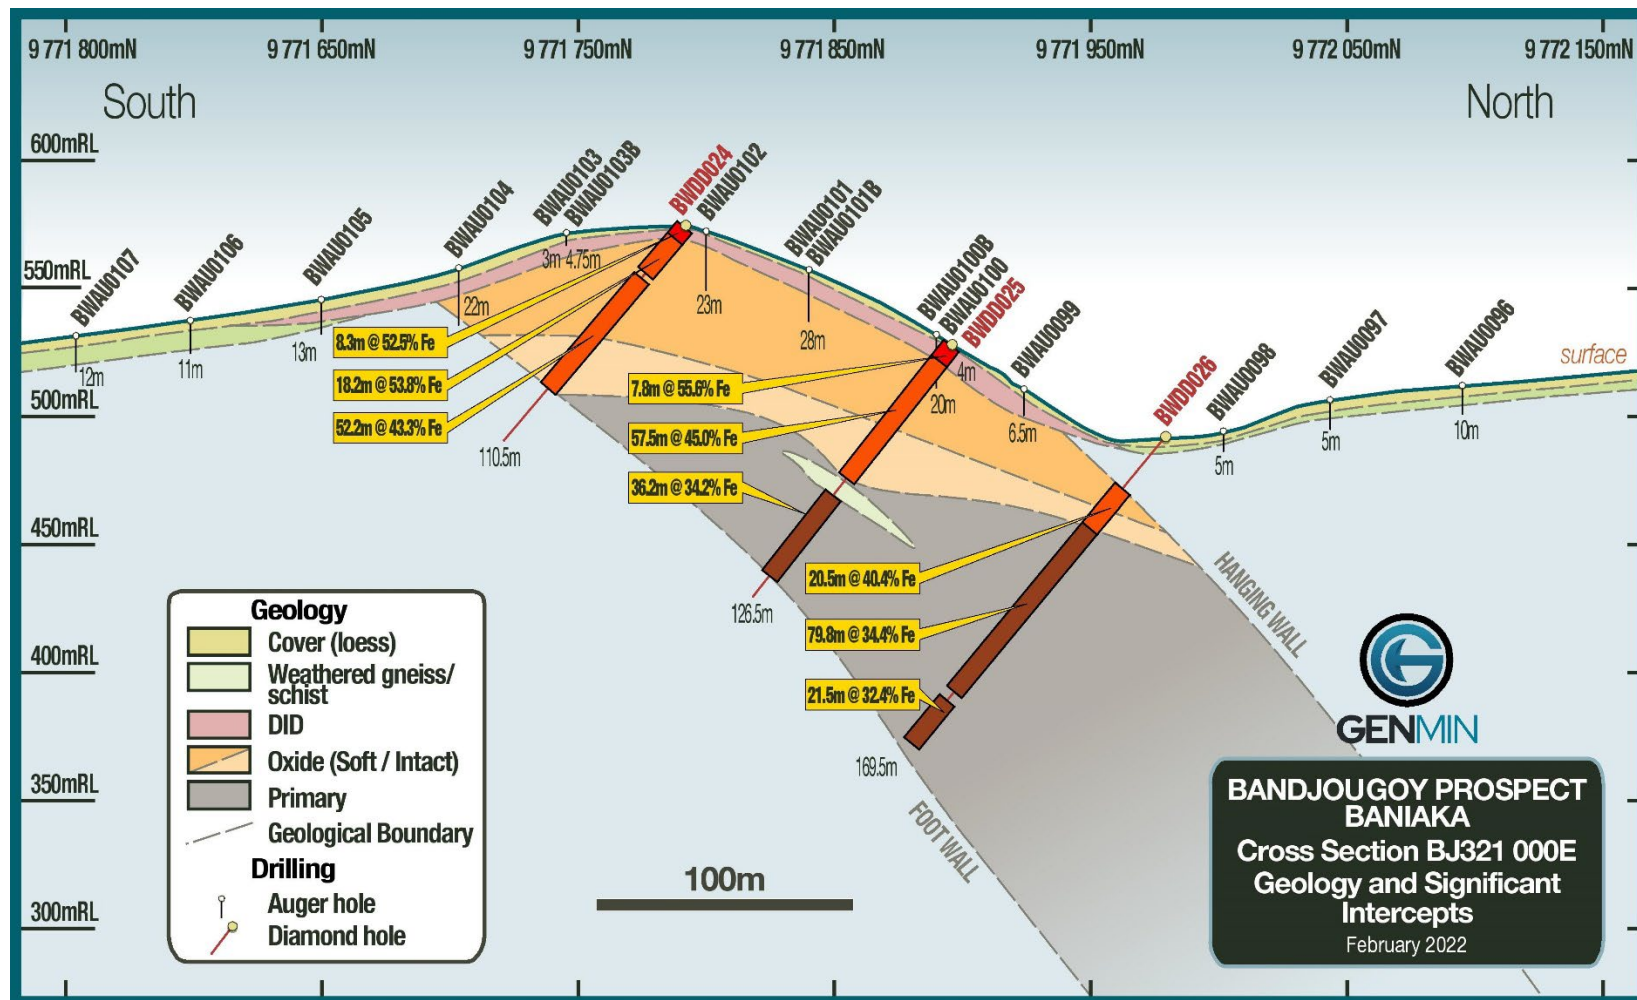 9 771 800mN
9 771 650mN
9 771 750mN
9 771 850mN
9 771 950mN
9 772 050mN
9 772 150mN
South
North
600mRL
550mRL
500mRL
450mRL
400mRL
350mRL
300mRL
BWAU0107
BWAU0106
BWAU0105
BWAU0104
BWAU0103
BWAU0103B
BWDD024
BWAU0102
BWAU0101
BWAU0101B
BWAU0100B
BWAU0100
BWDD025
BWAU0099
BWDD026
BWAU0098
BWAU0097
BWAU0096
surface
12m
11m
13m
22m
3m
4.75m
23m
28m
20m
4m
6.5m
5m
5m
10m
8.3m @ 52.5% Fe
18.2m @ 53.8% Fe
52.2m @ 43.3% Fe
110.5m
7.8m @ 55.6% Fe
57.5m @ 45.0% Fe
36.2m @ 34.2% Fe
126.5m
20.5m @ 40.4% Fe
79.8m @ 34.4% Fe
21.5m @ 32.4% Fe
169.5m
HANGING WALL
FOOT WALL
Geology
Cover (loess)
Weathered gneiss/
schist
DID
Oxide (Soft / Intact)
Primary
Geological Boundary
Drilling
Auger hole
Diamond hole
100m
GENMIN
BANDJOUGOY PROSPECT
BANIAKA
Cross Section BJ321 000E
Geology and Significant
Intercepts
February 2022